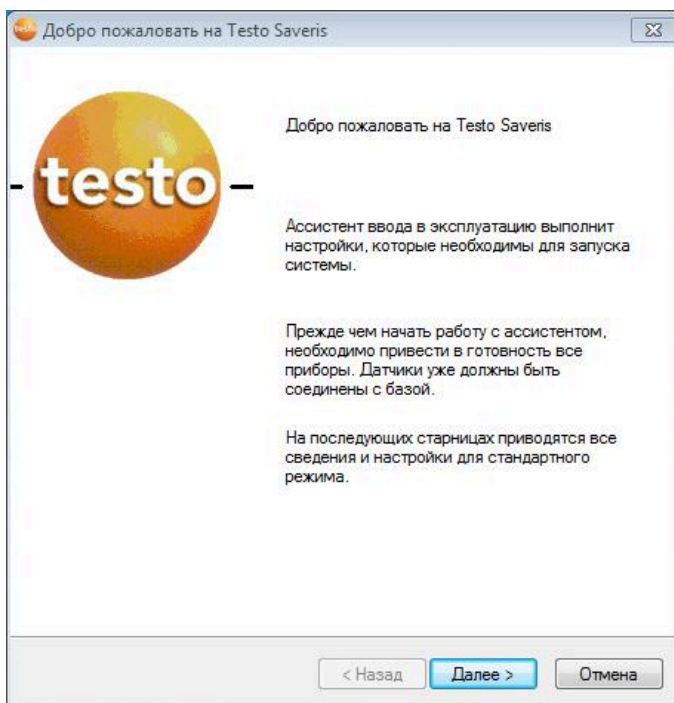 Добро пожаловать на Testo Saveris
testo
Добро пожаловать на Testo Saveris
Ассистент ввода в эксплуатацию выполнит
настройки, которые необходимы для запуска
системы.
Прежде чем начать работу с ассистентом,
необходимо привести в готовность все
приборы. Датчики уже должны быть
соединены с базой.
На последующих старницах приводятся все
сведения и настройки для стандартного
режима.
< Назад Далее > Отмена